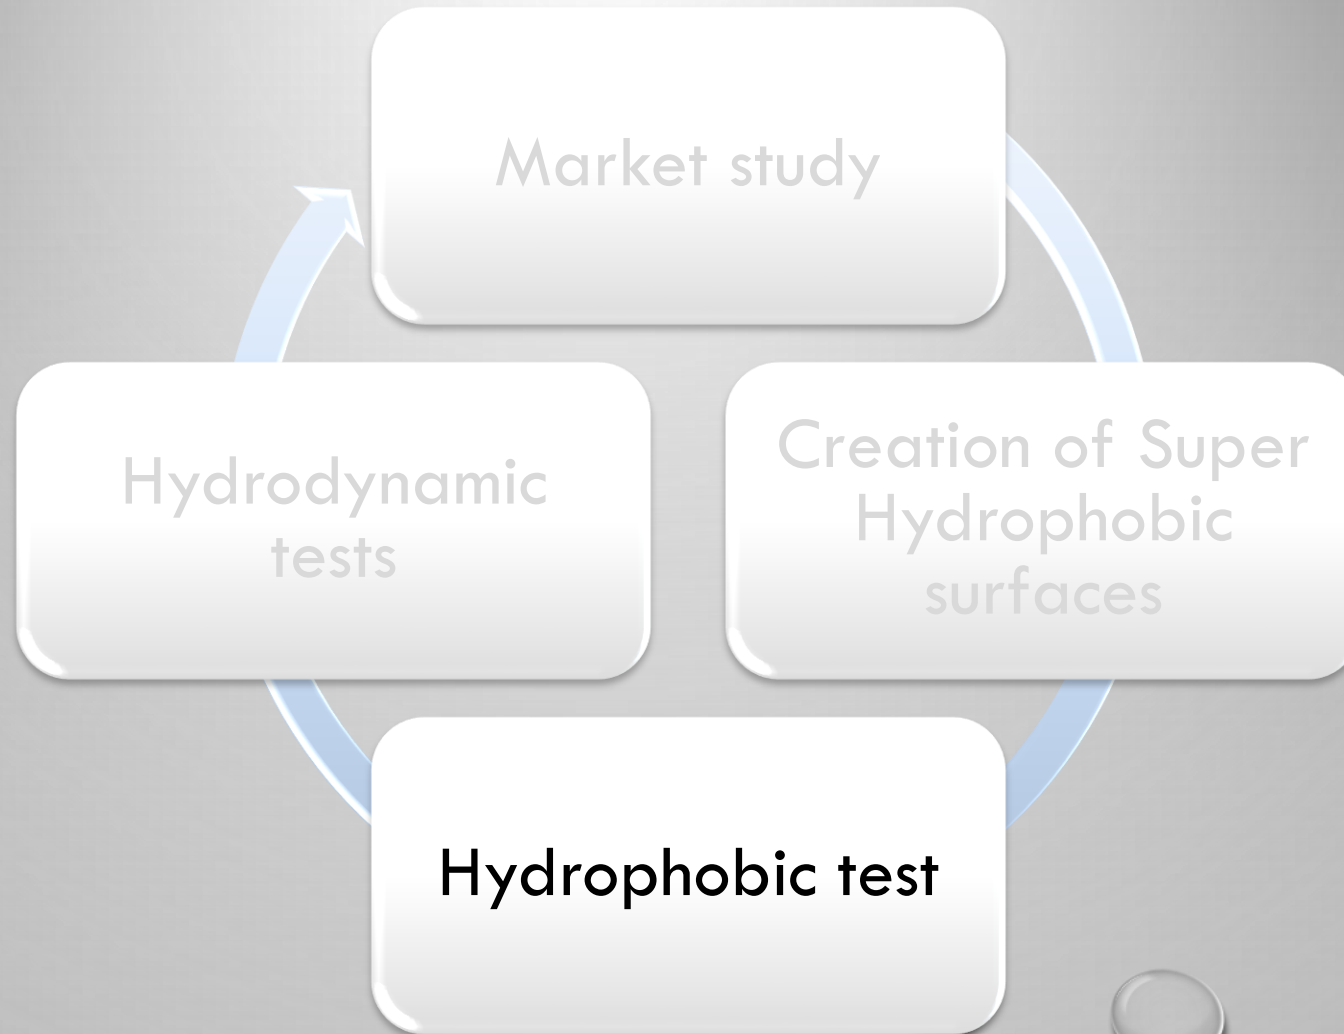 Market study
Creation of Super
Hydrophobic
surfaces
Hydrophobic test
Hydrodynamic
tests